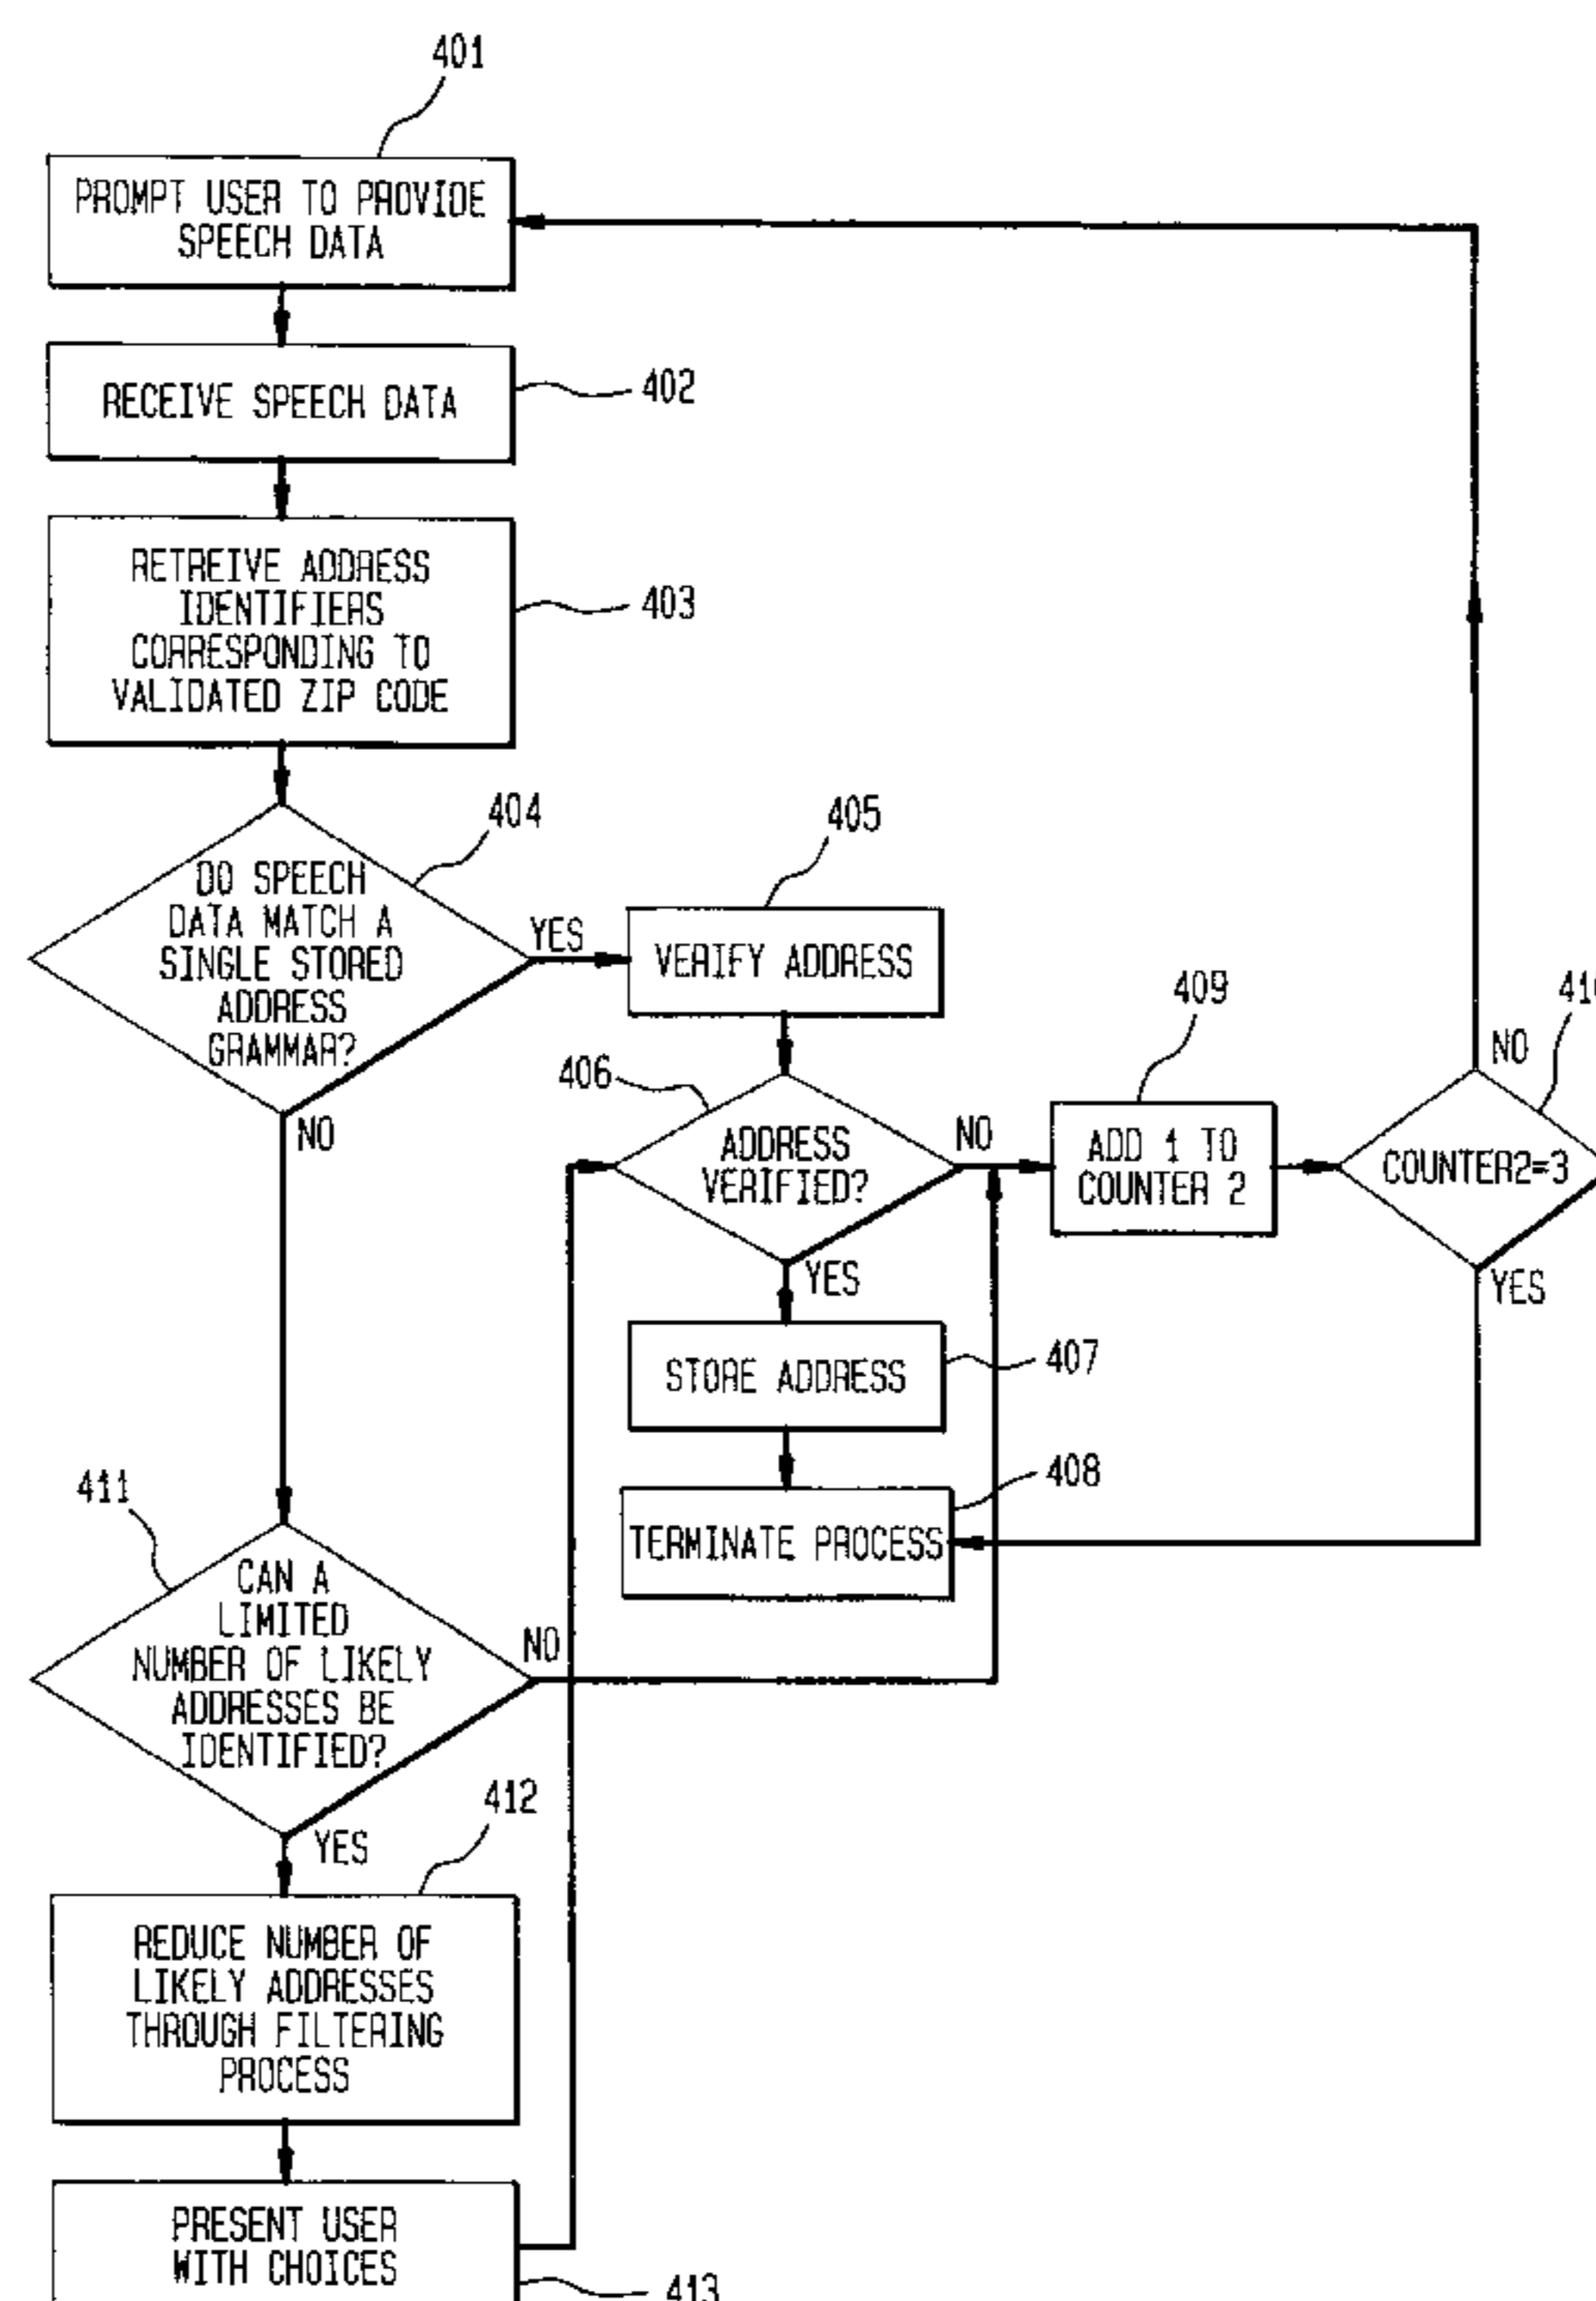 401
PROMPT USER TO PROVIDE
SPEECH DATA
RECEIVE SPEECH DATA
402
RETREIVE ADDRESS
IDENTIFIERS
CORRESPONDING TO
VALIDATED ZIP CODE
403
404
DO SPEECH
DATA MATCH A
SINGLE STORED
ADDRESS
GRAMMAR?
YES
NO
405
VERIFY ADDRESS
406
ADDRESS
VERIFIED?
NO
YES
409
ADD 1 TO
COUNTER 2
COUNTER2=3
NO
YES
STORE ADDRESS
407
408
TERMINATE PROCESS
411
CAN A
LIMITED
NUMBER OF LIKELY
ADDRESSES BE
IDENTIFIED?
NO
YES
412
REDUCE NUMBER OF
LIKELY ADDRESSES
THROUGH FILTERING
PROCESS
PRESENT USER
WITH CHOICES
413